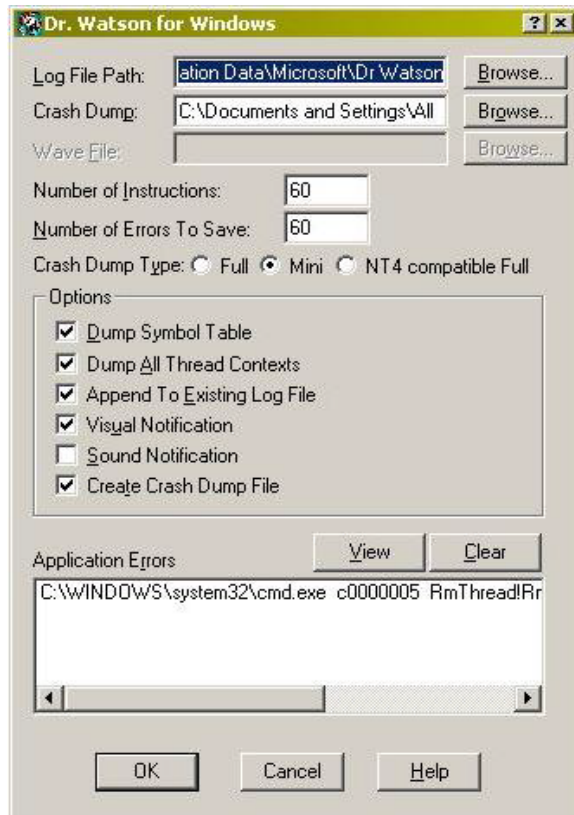 Dr. Watson for Windows
Log File Path: ation Data\Microsoft\Dr Watson Browse...
Crash Dump: C:\Documents and Settings\All Browse...
Wave File: Browse...
Number of Instructions: 60
Number of Errors To Save: 60
Crash Dump Type: Full Mini NT4 compatible Full
Options
Dump Symbol Table
Dump All Thread Contexts
Append To Existing Log File
Visual Notification
Sound Notification
Create Crash Dump File
Application Errors View Clear
C:\WINDOWS\system32\cmd.exe c0000005 RmThread!Rr
OK Cancel Help